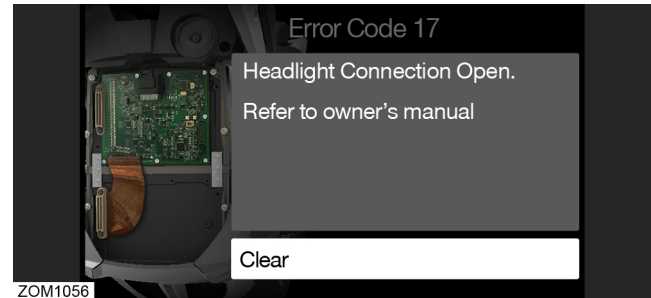 Error Code 17
Headlight Connection Open.
Refer to owner's manual
Clear
ZOM1056